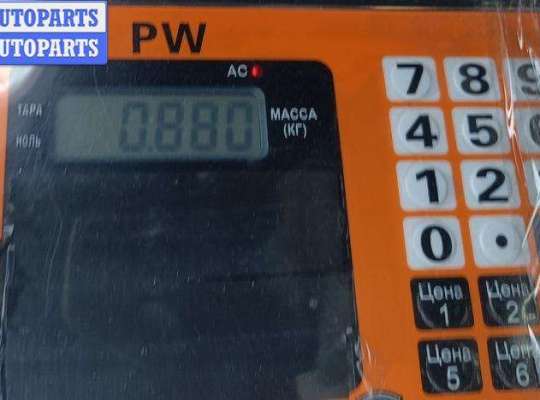 AUTOPARTS
AUTOPARTS
PW
AC
ТАРА
НОЛЬ
0.880
МАССА
(КГ)
7 8 9
4 5
1 2
0 .
Цена 1
Цена 2
Цена 5
Цена 6